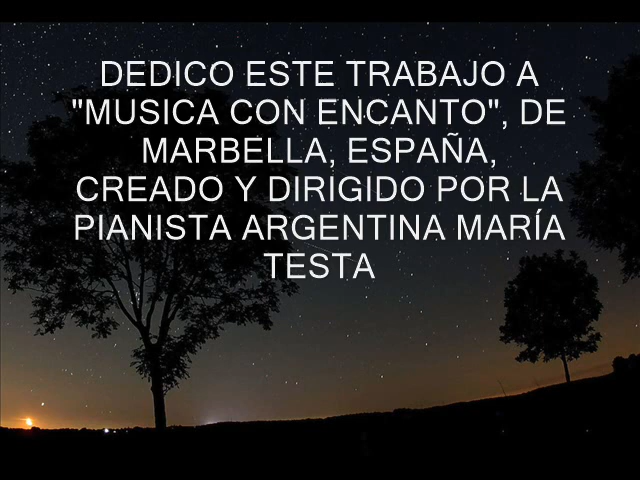 DEDICO ESTE TRABAJO A
"MUSICA CON ENCANTO", DE
MARBELLA, ESPAÑA,
CREADO Y DIRIGIDO POR LA
PIANISTA ARGENTINA MARÍA
TESTA